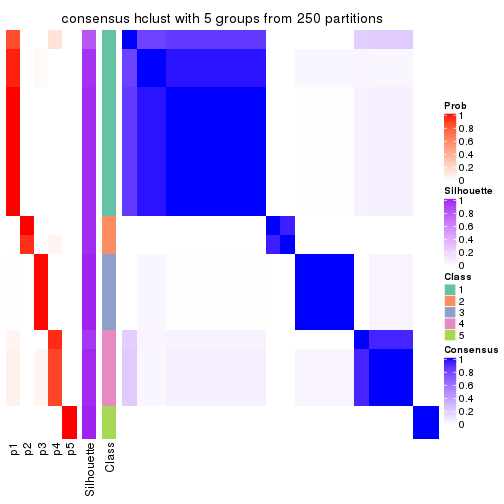 consensus hclust with 5 groups from 250 partitions
Prob
1
0.8
0.6
0.4
0.2
0
Silhouette
1
0.8
0.6
0.4
0.2
0
Class
1
2
3
4
5
Consensus
1
0.8
0.6
0.4
0.2
0
p1
p2
p3
p4
p5
Silhouette
Class